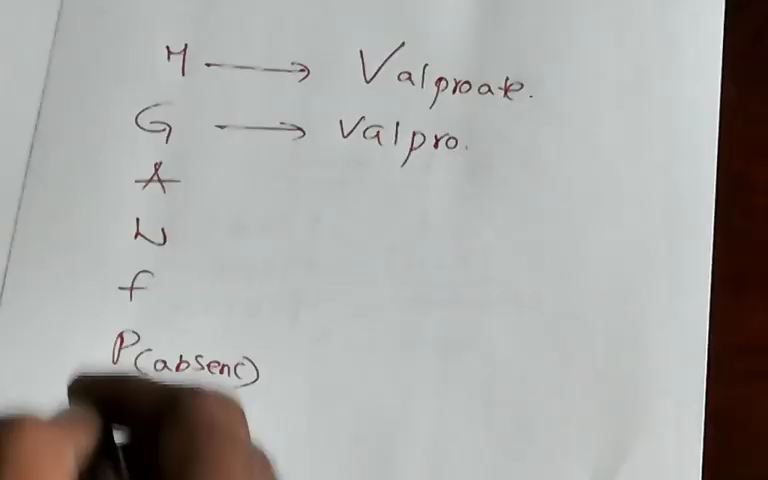 M → Valproate.
G → Valpro.
A
N
f
P(absenc)